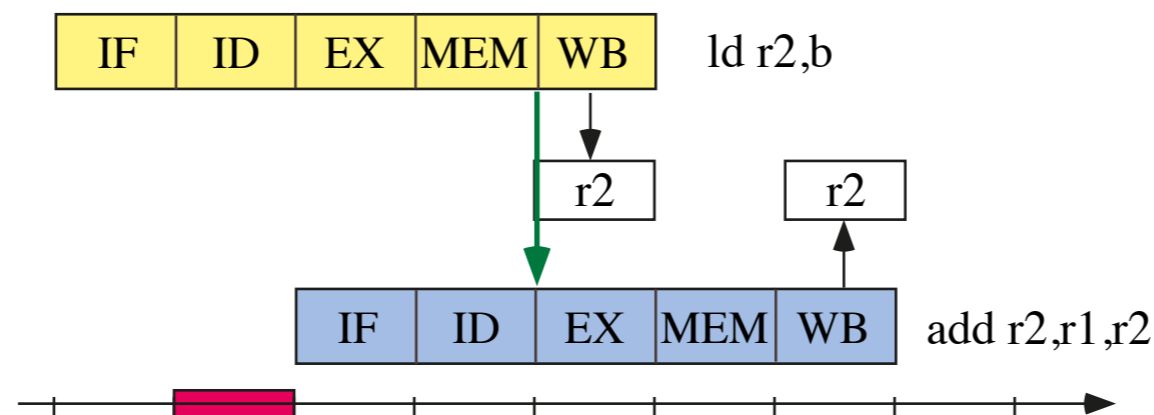 IF ID EX MEM WB ld r2,b
r2 r2
IF ID EX MEM WB add r2,r1,r2